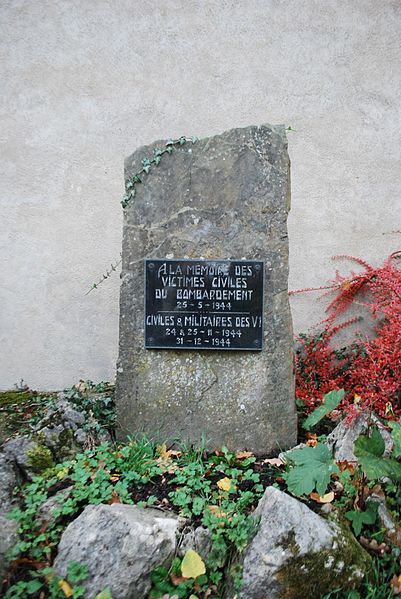 A LA MEMOIRE DES
VICTIMES CIVILES
DU BOMBARDEMENT
25-5-1944
CIVILES & MILITAIRES DES V1
24 & 25-11-1944
31-12-1944